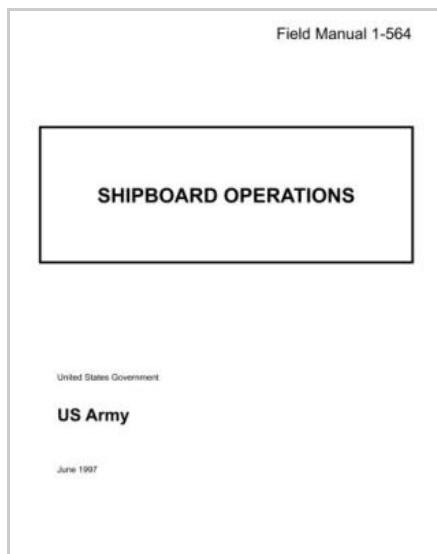 Field Manual 1-564
SHIPBOARD OPERATIONS
United States Government
US Army
June 1997